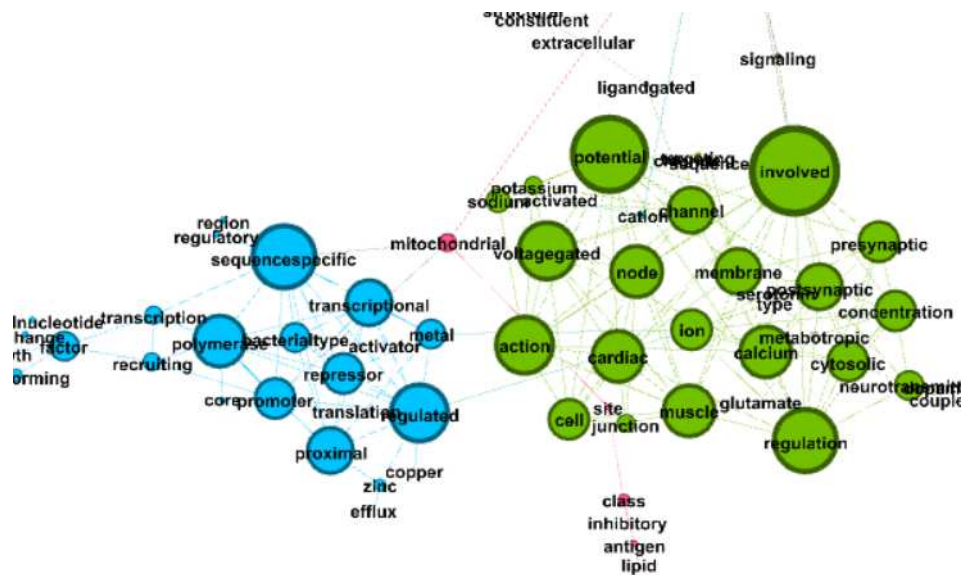 constituent
extracellular
signaling
ligandgated
potential
targeting
sequence
involved
potassium
sodium
activated
channel
cation
region
regulatory
mitochondrial
presynaptic
sequencespecific
voltagegated
node
membrane
postsynaptic
serotonin
type
transcriptional
concentration
transcription
nucleotide
factor
polymerase
bacterialtype
activator
metal
action
cardiac
ion
metabotropic
calcium
cytosolic
recruiting
repressor
orming
core
promoter
translation
regulated
cell
site
junction
muscle
glutamate
regulation
proximal
copper
zinc
efflux
class
inhibitory
antigen
lipid